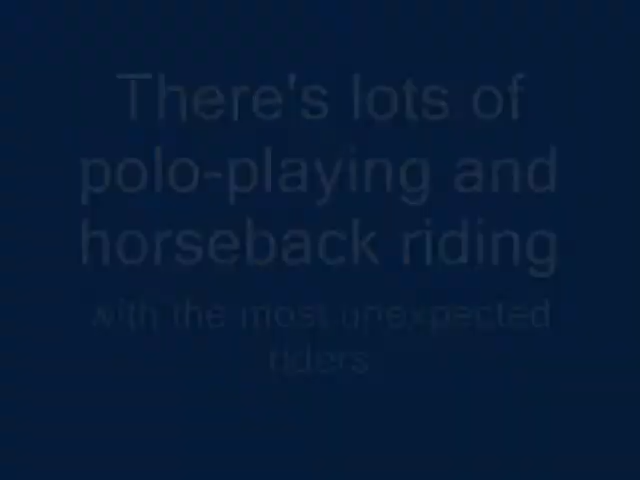 There's lots of
polo-playing and
horseback riding
with the most unexpected
riders